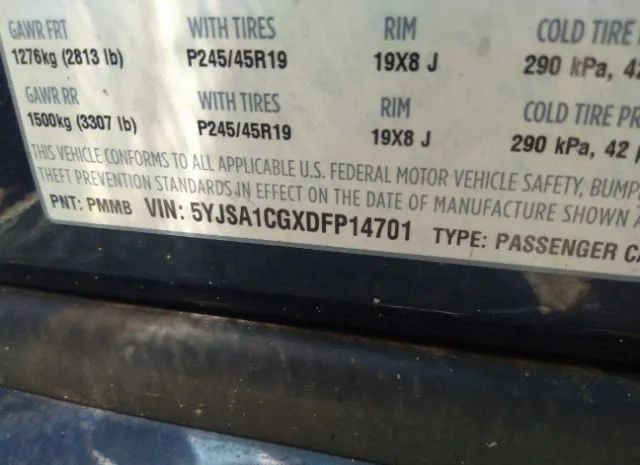 GAWR FRT WITH TIRES RIM COLD TIRE
1276kg (2813 lb) P245/45R19 19X8 J 290 kPa, 42
GAWR RR WITH TIRES RIM COLD TIRE PR
1500kg (3307 lb) P245/45R19 19X8 J 290 kPa, 42
THIS VEHICLE CONFORMS TO ALL APPLICABLE U.S. FEDERAL MOTOR VEHICLE SAFETY, BUMP
THEFT PREVENTION STANDARDS IN EFFECT ON THE DATE OF MANUFACTURE SHOWN A
PNT: PMMB VIN: 5YJSA1CGXDFP14701 TYPE: PASSENGER CA